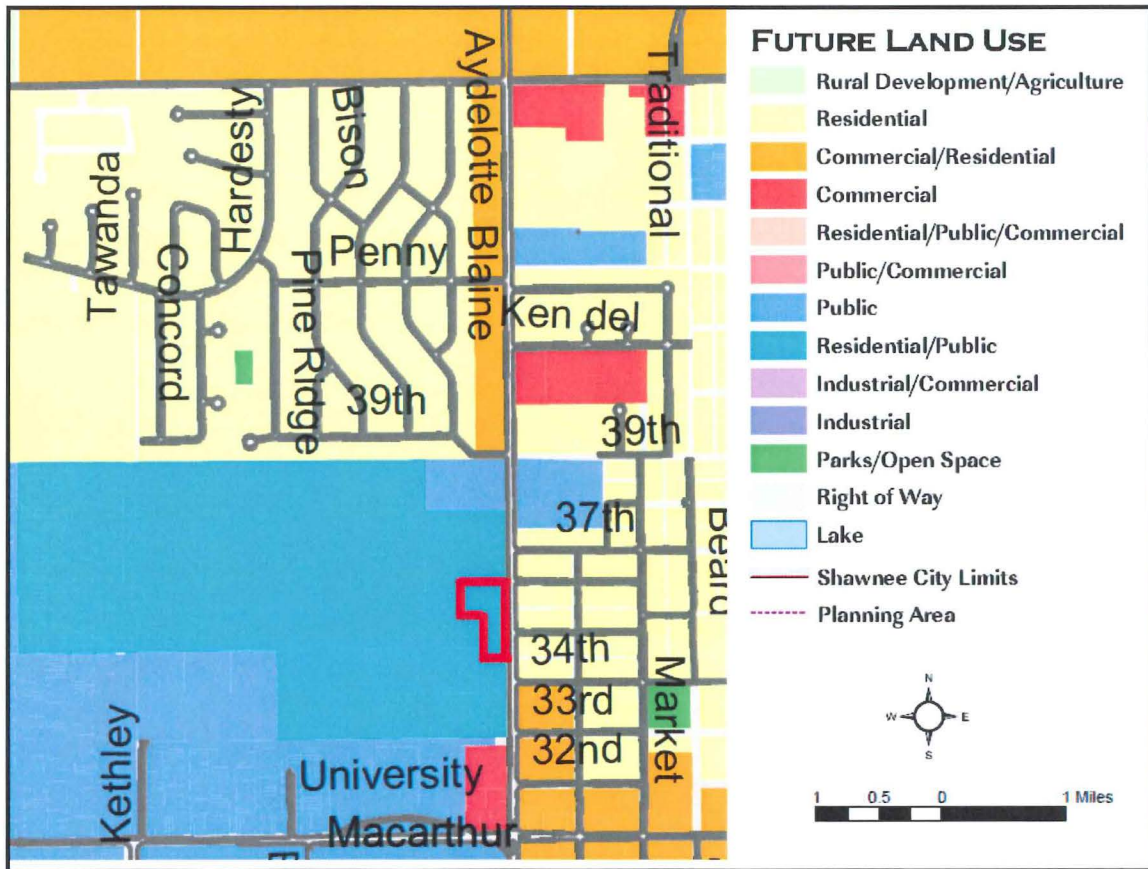 Aydelotte
Blaine
Traditional
Bison
Hardesty
Tawanda
Penny
Concord
Pine Ridge
Ken del
39th
39th
37th
Beard
34th
33rd
Market
32nd
Kethley
University
Macarthur
FUTURE LAND USE
Rural Development/Agriculture
Residential
Commercial/Residential
Commercial
Residential/Public/Commercial
Public/Commercial
Public
Residential/Public
Industrial/Commercial
Industrial
Parks/Open Space
Right of Way
Lake
Shawnee City Limits
Planning Area
N
W E
S
1 0.5 0 1 Miles